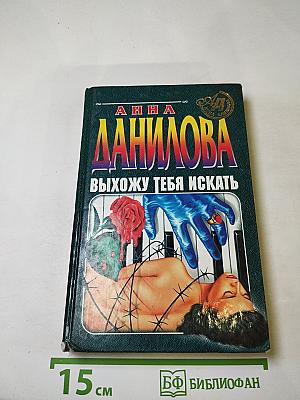 АННА
ДАНИЛОВА
ВЫХОЖУ ТЕБЯ ИСКАТЬ
15 см
БФ БИБЛИОФАН